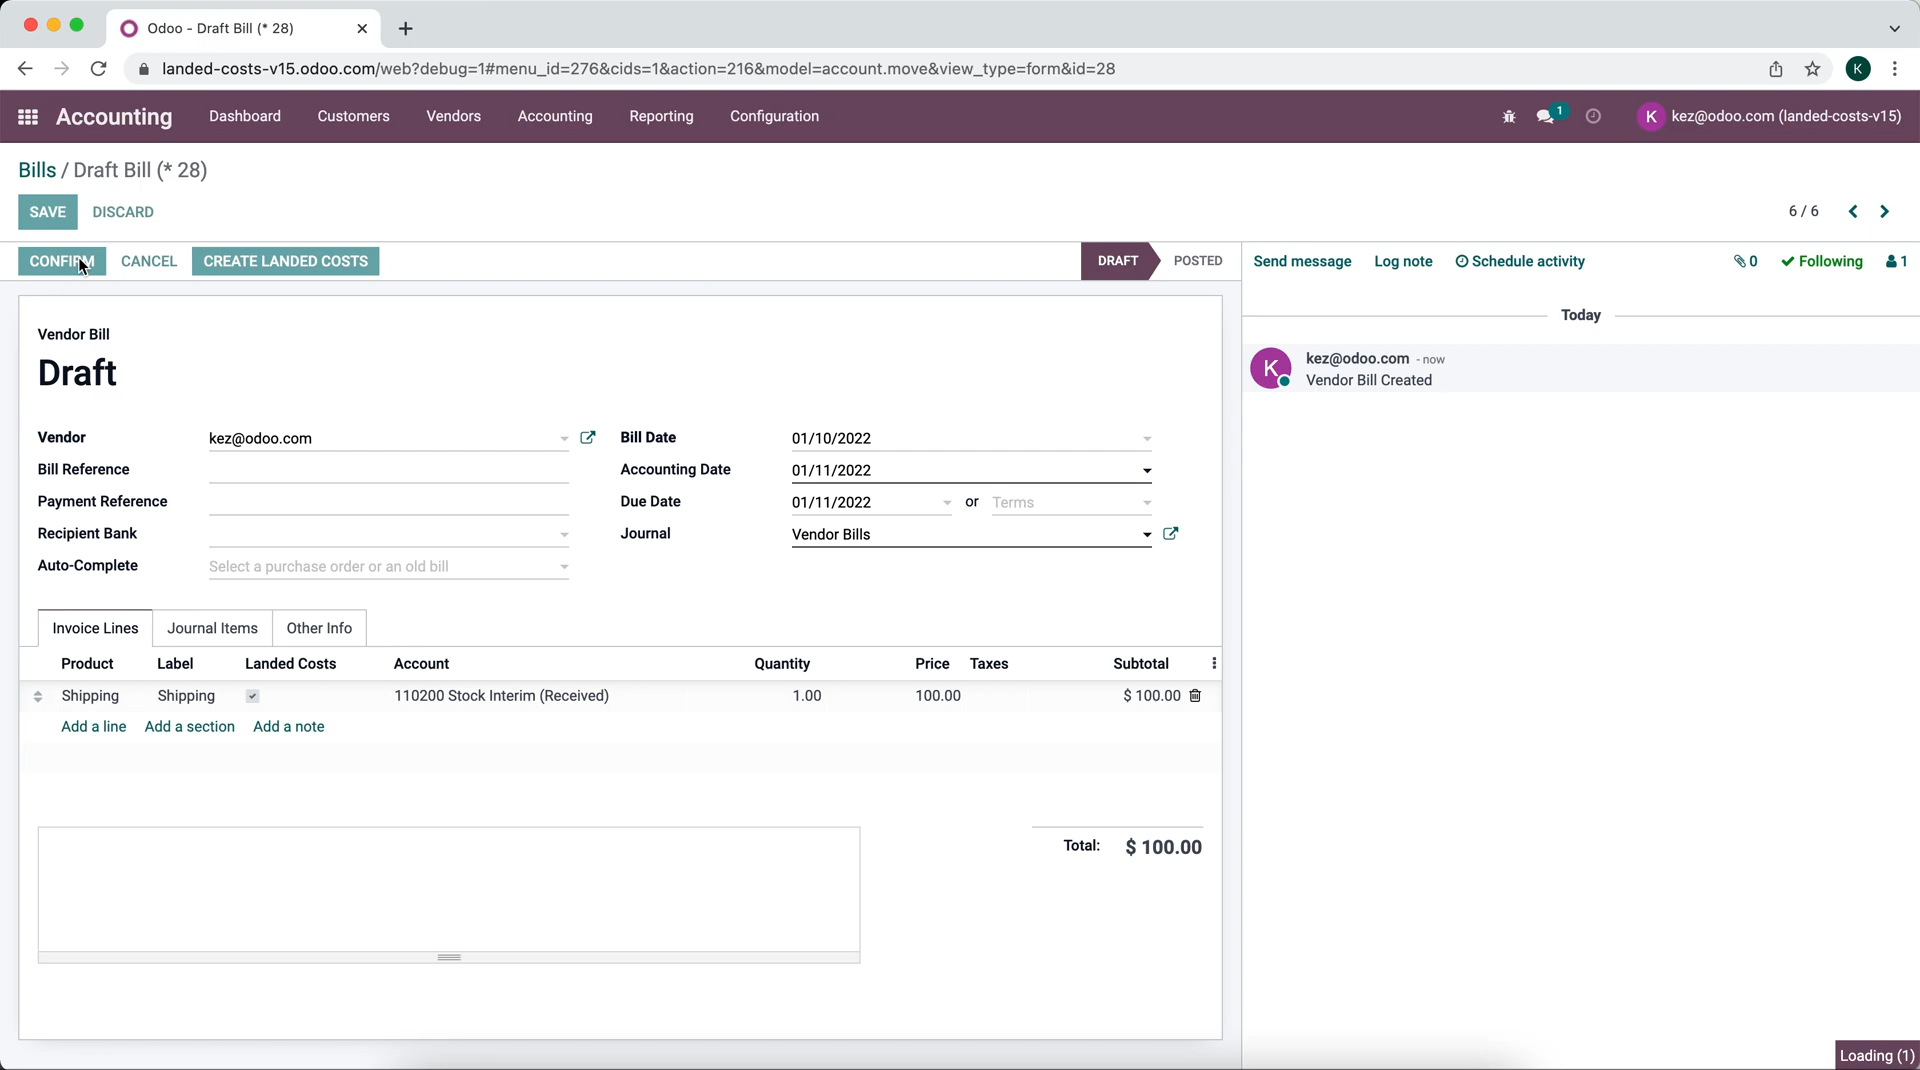 Odoo - Draft Bill (* 28)
landed-costs-v15.odoo.com/web?debug=1#menu_id=276&cids=1&action=216&model=account.move&view_type=form&id=28
K
Accounting Dashboard Customers Vendors Accounting Reporting Configuration
1
K kez@odoo.com (landed-costs-v15)
Bills / Draft Bill (* 28)
SAVE DISCARD
6 / 6
CONFIRM CANCEL CREATE LANDED COSTS
DRAFT POSTED
Send message Log note Schedule activity
0 Following 1
Today
Vendor Bill
Draft
K kez@odoo.com - now
Vendor Bill Created
Vendor kez@odoo.com
Bill Date 01/10/2022
Bill Reference
Accounting Date 01/11/2022
Payment Reference
Due Date 01/11/2022 or Terms
Recipient Bank
Journal Vendor Bills
Auto-Complete Select a purchase order or an old bill
Invoice Lines Journal Items Other Info
Product Label Landed Costs Account Quantity Price Taxes Subtotal
Shipping Shipping 110200 Stock Interim (Received) 1.00 100.00 $ 100.00
Add a line Add a section Add a note
Total: $ 100.00
Loading (1)